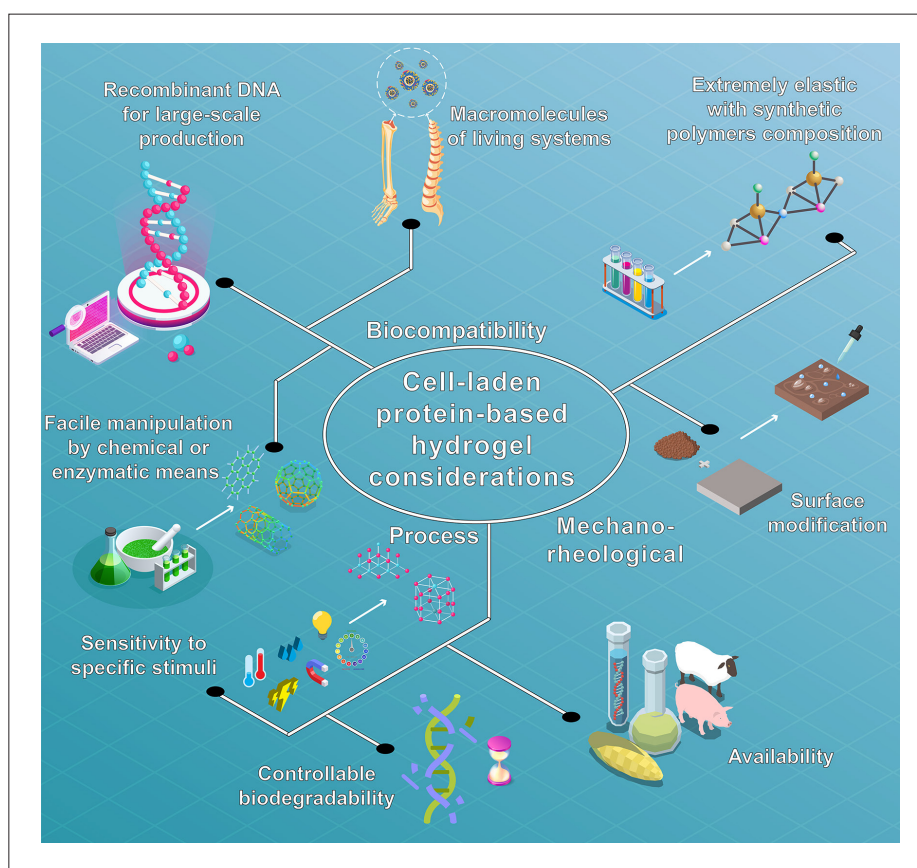 Recombinant DNA
for large-scale
production
Macromolecules
of living systems
Extremely elastic
with synthetic
polymers composition
Biocompatibility
Cell-laden
protein-based
hydrogel
considerations
Facile manipulation
by chemical or
enzymatic means
Surface
modification
Process
Mechano-
rheological
Sensitivity to
specific stimuli
Controllable
biodegradability
Availability